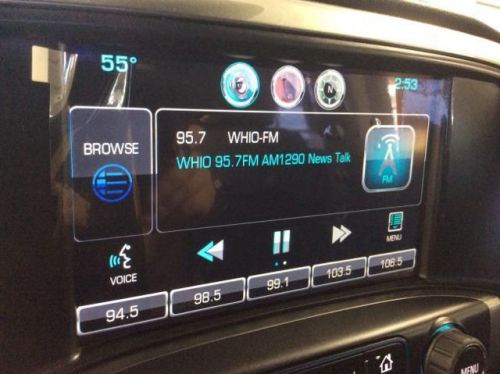 55°
N
2:53
BROWSE
95.7 WHIO-FM
WHIO 95.7FM AM1290 News Talk
FM
VOICE
MENU
94.5
98.5
99.1
103.5
106.5
MENU